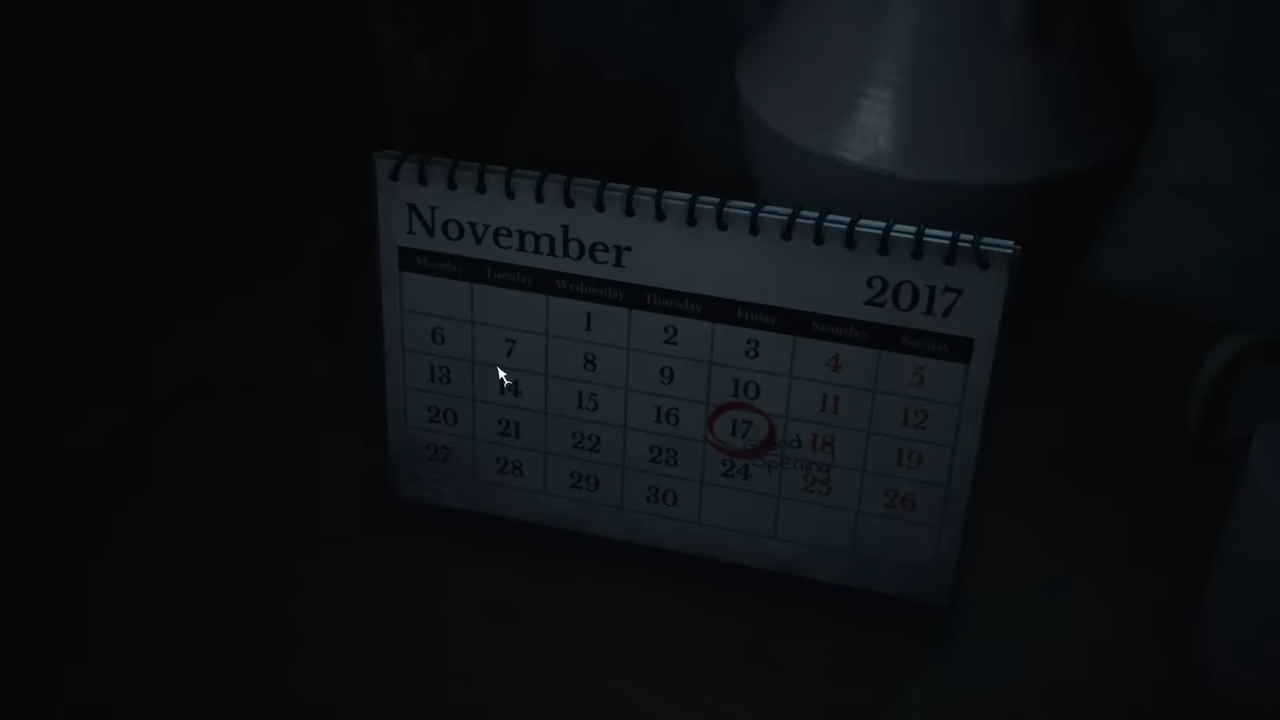 November
2017
Monday Tuesday Wednesday Thursday Friday Saturday Sunday
1 2 3 4 5
6 7 8 9 10 11 12
13 14 15 16 17 18 19
20 21 22 23 24 25 26
27 28 29 30
Grand
Opening